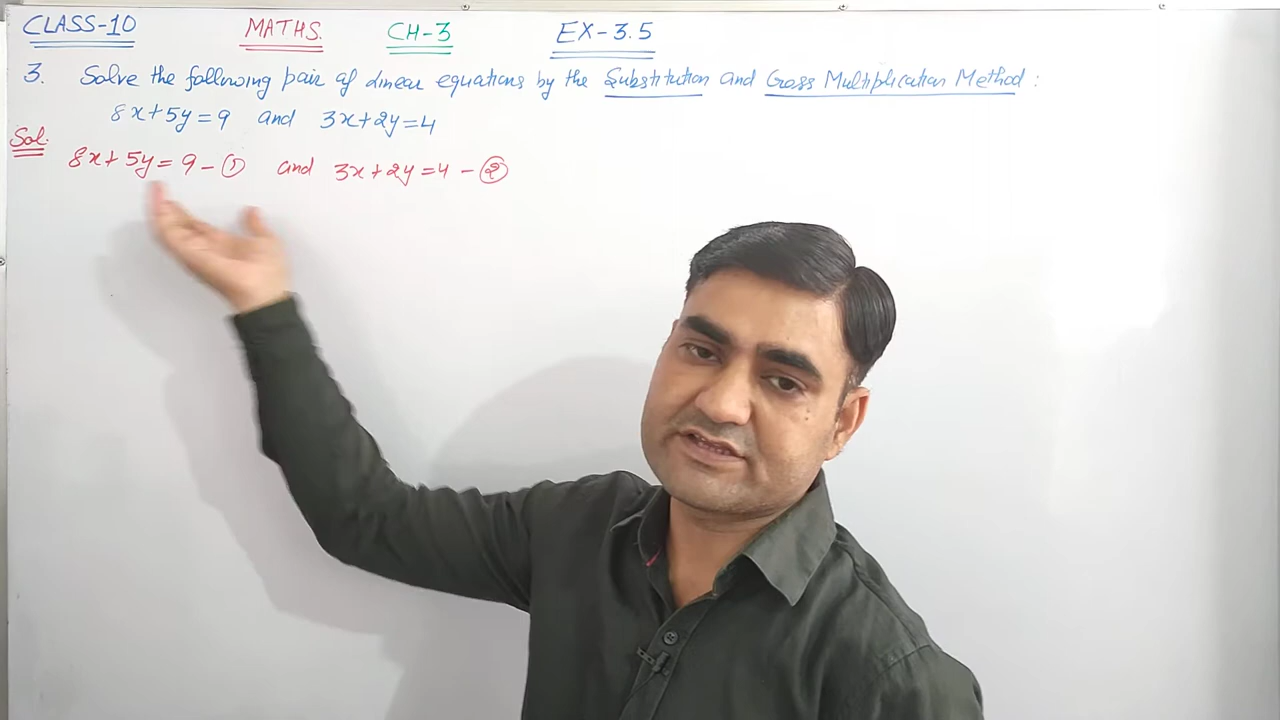 CLASS-10 MATHS. CH-3 EX-3.5
3. Solve the following pair of linear equations by the Substitution and Cross Multiplication Method :
8x+5y=9 and 3x+2y=4
Sol.
8x+5y=9-① and 3x+2y=4-②